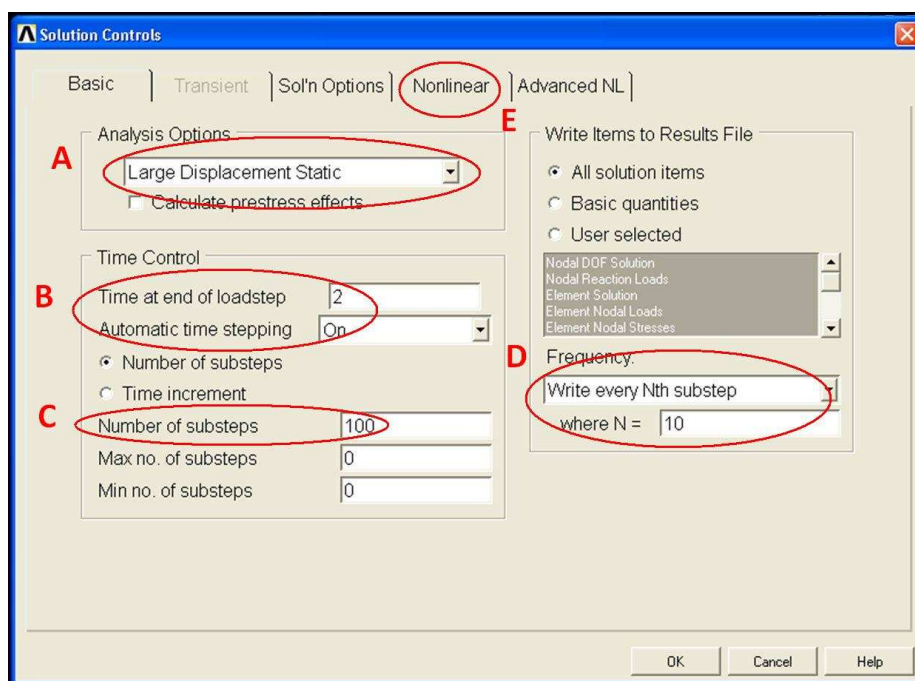 Solution Controls
Basic Transient Sol'n Options Nonlinear Advanced NL
E
Analysis Options
A
Large Displacement Static
Calculate prestress effects
Time Control
B
Time at end of loadstep 2
Automatic time stepping On
Number of substeps
Time increment
C
Number of substeps 100
Max no. of substeps 0
Min no. of substeps 0
Write Items to Results File
All solution items
Basic quantities
User selected
Nodal DOF Solution
Nodal Reaction Loads
Element Solution
Element Nodal Loads
Element Nodal Stresses
D
Frequency:
Write every Nth substep
where N = 10
OK Cancel Help